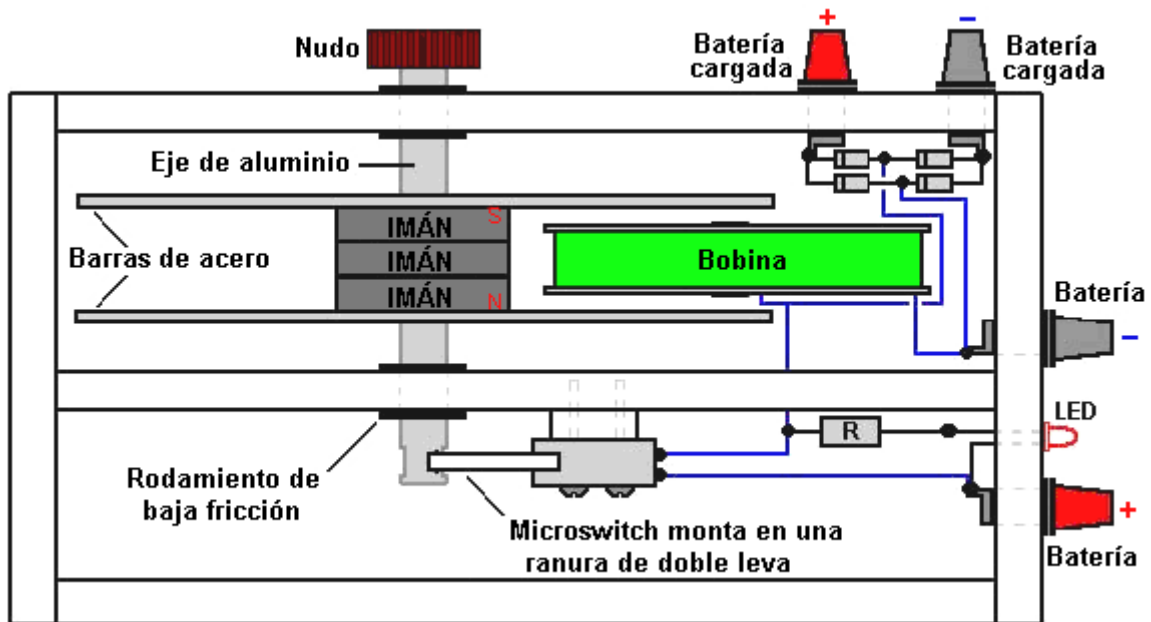 Nudo
+
−
Batería
cargada
Batería
cargada
Eje de aluminio
S
IMÁN
IMÁN
IMÁN
N
Barras de acero
Bobina
Batería
−
LED
R
Rodamiento de
baja fricción
Microswitch monta en una
ranura de doble leva
+
Batería